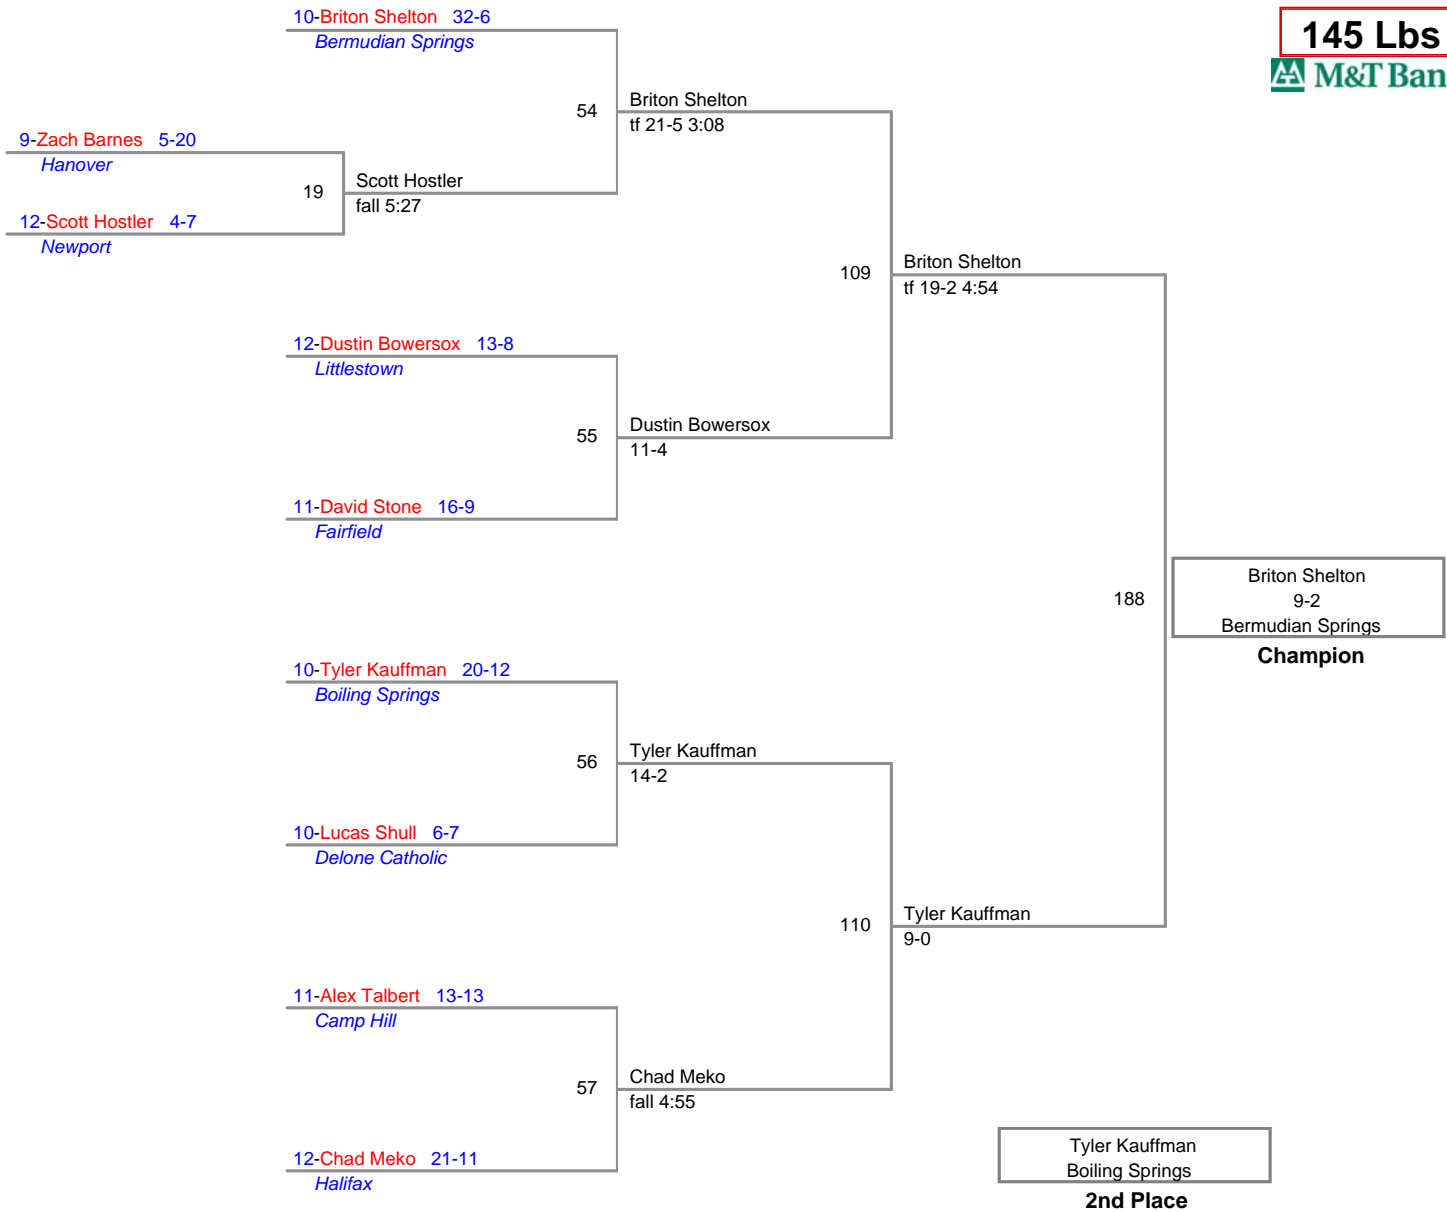 145 Lbs
M&T Ban
10-Briton Shelton 32-6
Bermudian Springs
54
Briton Shelton
tf 21-5 3:08
9-Zach Barnes 5-20
Hanover
19
Scott Hostler
fall 5:27
12-Scott Hostler 4-7
Newport
109
Briton Shelton
tf 19-2 4:54
12-Dustin Bowersox 13-8
Littlestown
55
Dustin Bowersox
11-4
11-David Stone 16-9
Fairfield
188
Briton Shelton
9-2
Bermudian Springs
Champion
10-Tyler Kauffman 20-12
Boiling Springs
56
Tyler Kauffman
14-2
10-Lucas Shull 6-7
Delone Catholic
110
Tyler Kauffman
9-0
11-Alex Talbert 13-13
Camp Hill
57
Chad Meko
fall 4:55
12-Chad Meko 21-11
Halifax
Tyler Kauffman
Boiling Springs
2nd Place